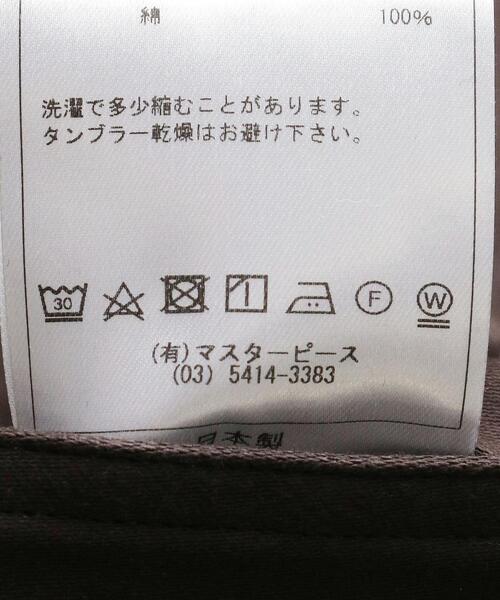 綿 100%
洗濯で多少縮むことがあります。
タンブラー乾燥はお避け下さい。
30 F W
(有)マスターピース
(03) 5414-3383
日本製